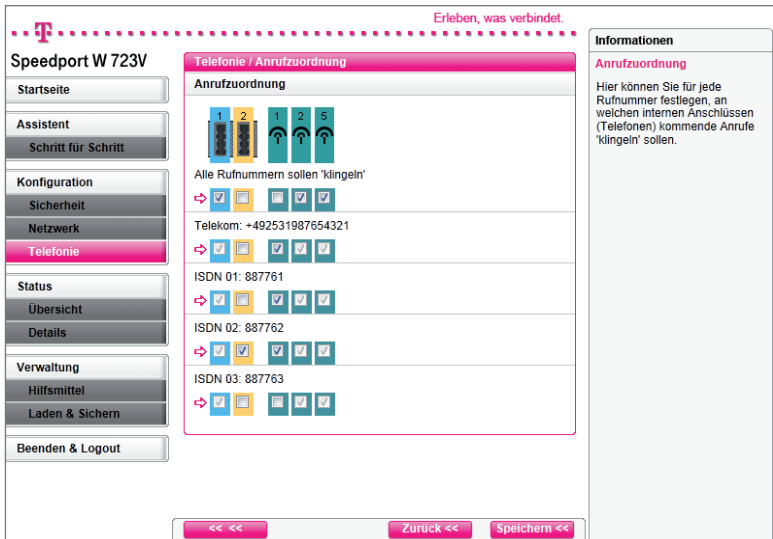 Erleben, was verbindet.
T
Speedport W 723V
Startseite
Assistent
Schritt für Schritt
Konfiguration
Sicherheit
Netzwerk
Telefonie
Status
Übersicht
Details
Verwaltung
Hilfsmittel
Laden & Sichern
Beenden & Logout
Telefonie / Anrufzuordnung
Anrufzuordnung
1 2 1 2 5
Alle Rufnummern sollen 'klingeln'
Telekom: +492531987654321
ISDN 01: 887761
ISDN 02: 887762
ISDN 03: 887763
<< <<
Zurück <<
Speichern <<
Informationen
Anrufzuordnung
Hier können Sie für jede
Rufnummer festlegen, an
welchen internen Anschlüssen
(Telefonen) kommende Anrufe
'klingeln' sollen.